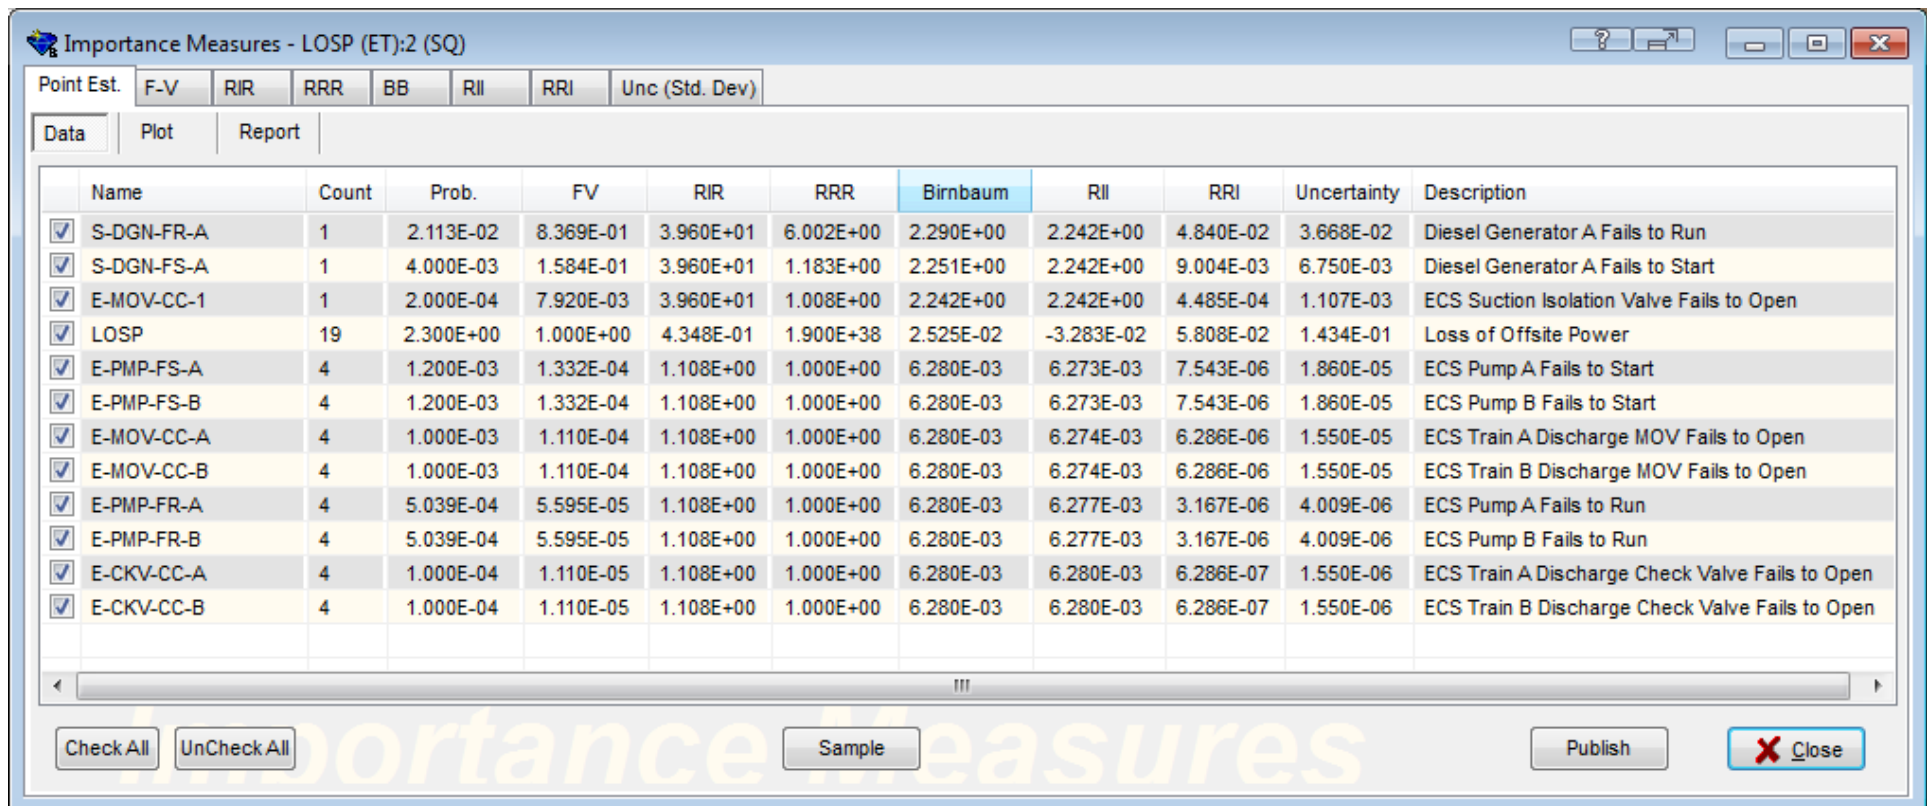 Importance Measures - LOSP (ET):2 (SQ)
Point Est. F-V RIR RRR BB RII RRI Unc (Std. Dev)
Data Plot Report
Name Count Prob. FV RIR RRR Birnbaum RII RRI Uncertainty Description
S-DGN-FR-A 1 2.113E-02 8.369E-01 3.960E+01 6.002E+00 2.290E+00 2.242E+00 4.840E-02 3.668E-02 Diesel Generator A Fails to Run
S-DGN-FS-A 1 4.000E-03 1.584E-01 3.960E+01 1.183E+00 2.251E+00 2.242E+00 9.004E-03 6.750E-03 Diesel Generator A Fails to Start
E-MOV-CC-1 1 2.000E-04 7.920E-03 3.960E+01 1.008E+00 2.242E+00 2.242E+00 4.485E-04 1.107E-03 ECS Suction Isolation Valve Fails to Open
LOSP 19 2.300E+00 1.000E+00 4.348E-01 1.900E+38 2.525E-02 -3.283E-02 5.808E-02 1.434E-01 Loss of Offsite Power
E-PMP-FS-A 4 1.200E-03 1.332E-04 1.108E+00 1.000E+00 6.280E-03 6.273E-03 7.543E-06 1.860E-05 ECS Pump A Fails to Start
E-PMP-FS-B 4 1.200E-03 1.332E-04 1.108E+00 1.000E+00 6.280E-03 6.273E-03 7.543E-06 1.860E-05 ECS Pump B Fails to Start
E-MOV-CC-A 4 1.000E-03 1.110E-04 1.108E+00 1.000E+00 6.280E-03 6.274E-03 6.286E-06 1.550E-05 ECS Train A Discharge MOV Fails to Open
E-MOV-CC-B 4 1.000E-03 1.110E-04 1.108E+00 1.000E+00 6.280E-03 6.274E-03 6.286E-06 1.550E-05 ECS Train B Discharge MOV Fails to Open
E-PMP-FR-A 4 5.039E-04 5.595E-05 1.108E+00 1.000E+00 6.280E-03 6.277E-03 3.167E-06 4.009E-06 ECS Pump A Fails to Run
E-PMP-FR-B 4 5.039E-04 5.595E-05 1.108E+00 1.000E+00 6.280E-03 6.277E-03 3.167E-06 4.009E-06 ECS Pump B Fails to Run
E-CKV-CC-A 4 1.000E-04 1.110E-05 1.108E+00 1.000E+00 6.280E-03 6.280E-03 6.286E-07 1.550E-06 ECS Train A Discharge Check Valve Fails to Open
E-CKV-CC-B 4 1.000E-04 1.110E-05 1.108E+00 1.000E+00 6.280E-03 6.280E-03 6.286E-07 1.550E-06 ECS Train B Discharge Check Valve Fails to Open
Importance Measures
Check All UnCheck All Sample Publish Close